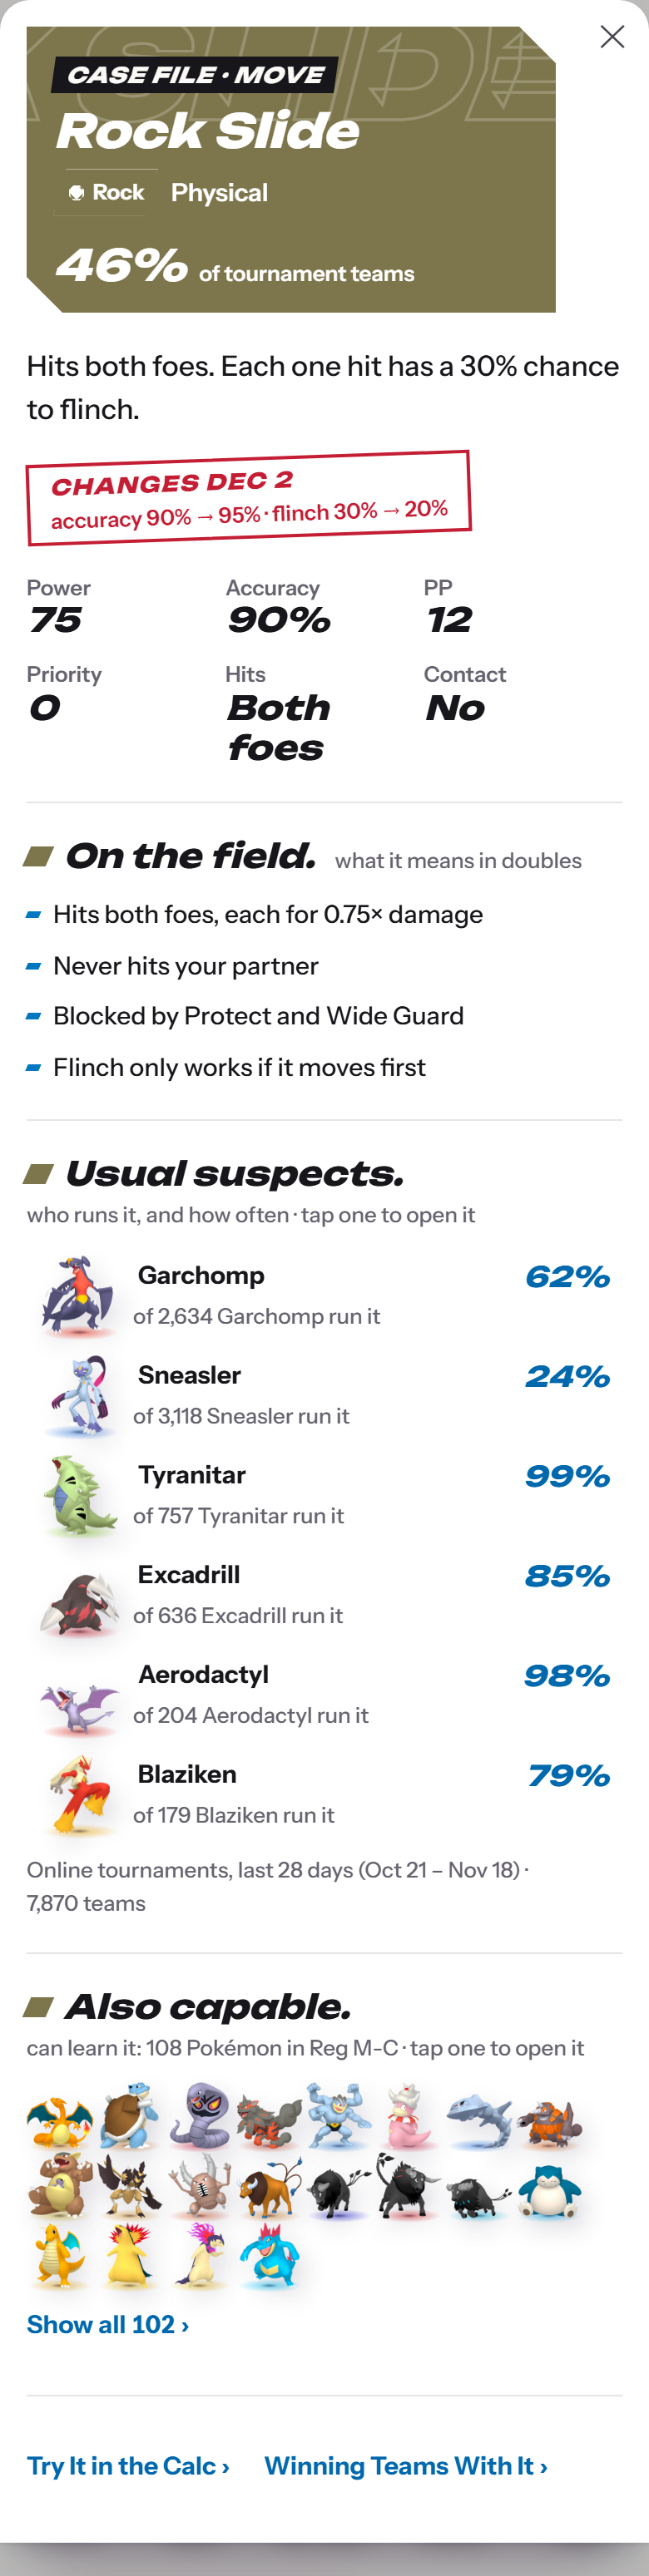 CASE FILE · MOVE
Rock Slide
Rock Physical
46% of tournament teams
Hits both foes. Each one hit has a 30% chance
to flinch.
CHANGES DEC 2
accuracy 90% → 95% · flinch 30% → 20%
Power Accuracy PP
75 90% 12
Priority Hits Contact
0 Both No
foes
On the field. what it means in doubles
Hits both foes, each for 0.75× damage
Never hits your partner
Blocked by Protect and Wide Guard
Flinch only works if it moves first
Usual suspects.
who runs it, and how often · tap one to open it
Garchomp 62%
of 2,634 Garchomp run it
Sneasler 24%
of 3,118 Sneasler run it
Tyranitar 99%
of 757 Tyranitar run it
Excadrill 85%
of 636 Excadrill run it
Aerodactyl 98%
of 204 Aerodactyl run it
Blaziken 79%
of 179 Blaziken run it
Online tournaments, last 28 days (Oct 21 – Nov 18) ·
7,870 teams
Also capable.
can learn it: 108 Pokémon in Reg M-C · tap one to open it
Show all 102 ›
Try It in the Calc › Winning Teams With It ›